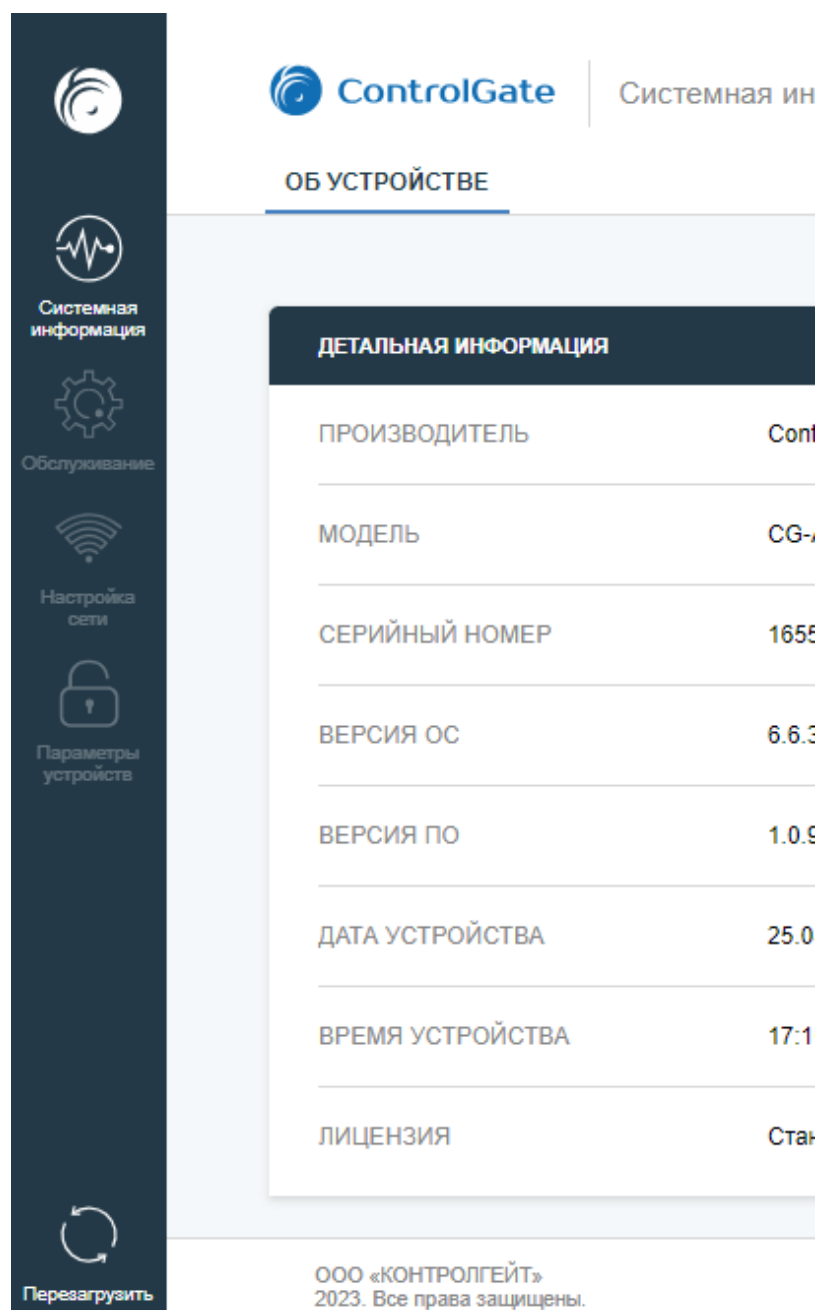 ControlGate
Системная ин
ОБ УСТРОЙСТВЕ
Системная
информация
Обслуживание
Настройка
сети
Параметры
устройств
Перезагрузить
ДЕТАЛЬНАЯ ИНФОРМАЦИЯ
ПРОИЗВОДИТЕЛЬ Cont
МОДЕЛЬ CG-A
СЕРИЙНЫЙ НОМЕР 1655
ВЕРСИЯ ОС 6.6.3
ВЕРСИЯ ПО 1.0.9
ДАТА УСТРОЙСТВА 25.0
ВРЕМЯ УСТРОЙСТВА 17:1
ЛИЦЕНЗИЯ Стан
ООО «КОНТРОЛГЕЙТ»
2023. Все права защищены.